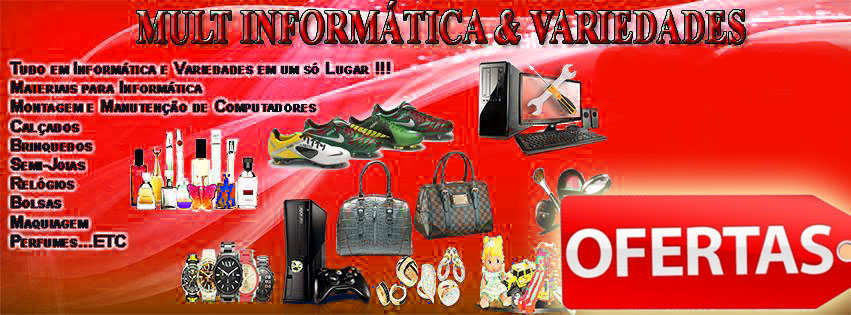 MULT INFORMÁTICA & VARIEDADES
Tudo em Informática e Variedades em um só Lugar !!!
Materiais para Informática
Montagem e Manutenção de Computadores
Calçados
Brinquedos
Semi-Joias
Relógios
Bolsas
Maquiagem
Perfumes...ETC
OFERTAS